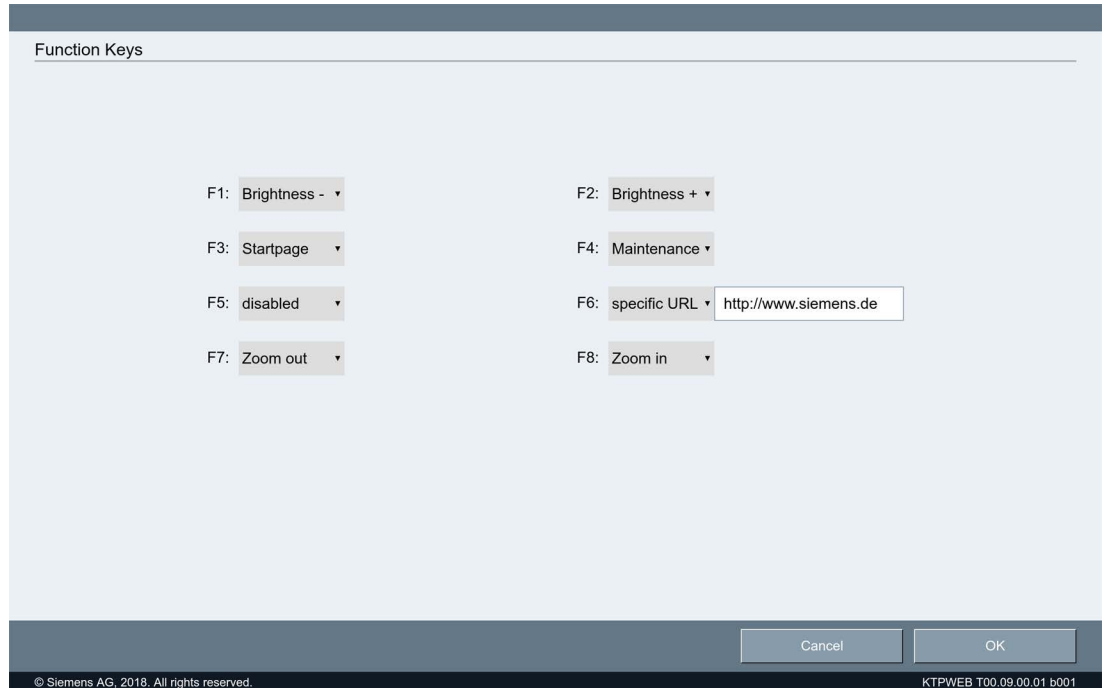 Function Keys
F1: Brightness - F2: Brightness +
F3: Startpage F4: Maintenance
F5: disabled F6: specific URL http://www.siemens.de
F7: Zoom out F8: Zoom in
Cancel OK
© Siemens AG, 2018. All rights reserved. KTPWEB T00.09.00.01 b001